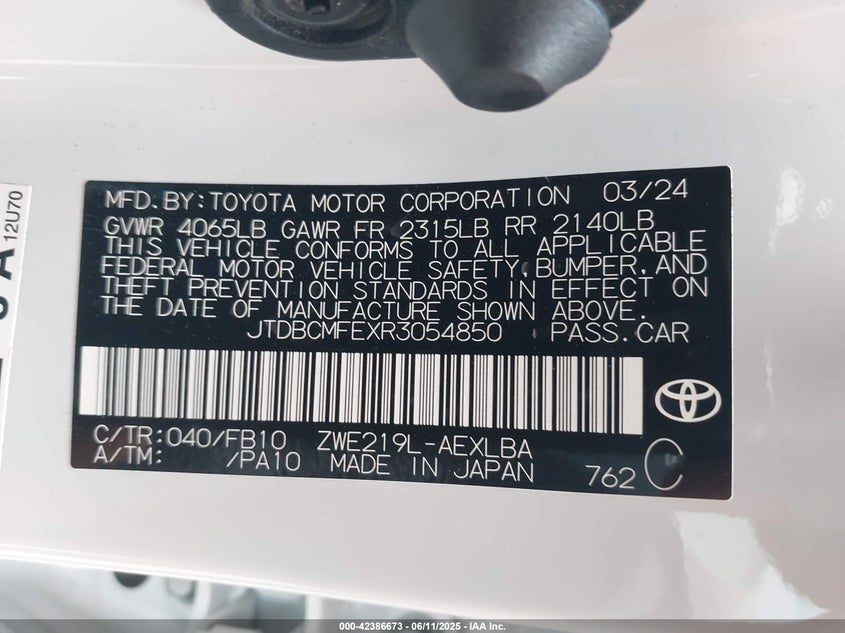 MFD.BY:TOYOTA MOTOR CORPORATION 03/24
GVWR 4065LB GAWR FR 2315LB RR 2140LB
THIS VEHICLE CONFORMS TO ALL APPLICABLE
FEDERAL MOTOR VEHICLE SAFETY,BUMPER,AND
THEFT PREVENTION STANDARDS IN EFFECT ON
THE DATE OF MANUFACTURE SHOWN ABOVE.
JTDBCMFEXR3054850 PASS.CAR
C/TR:040/FB10 ZWE219L-AEXLBA
A/TM: /PA10 MADE IN JAPAN 762 C
12U70
A
000-42386673 - 06/11/2025 - IAA Inc.